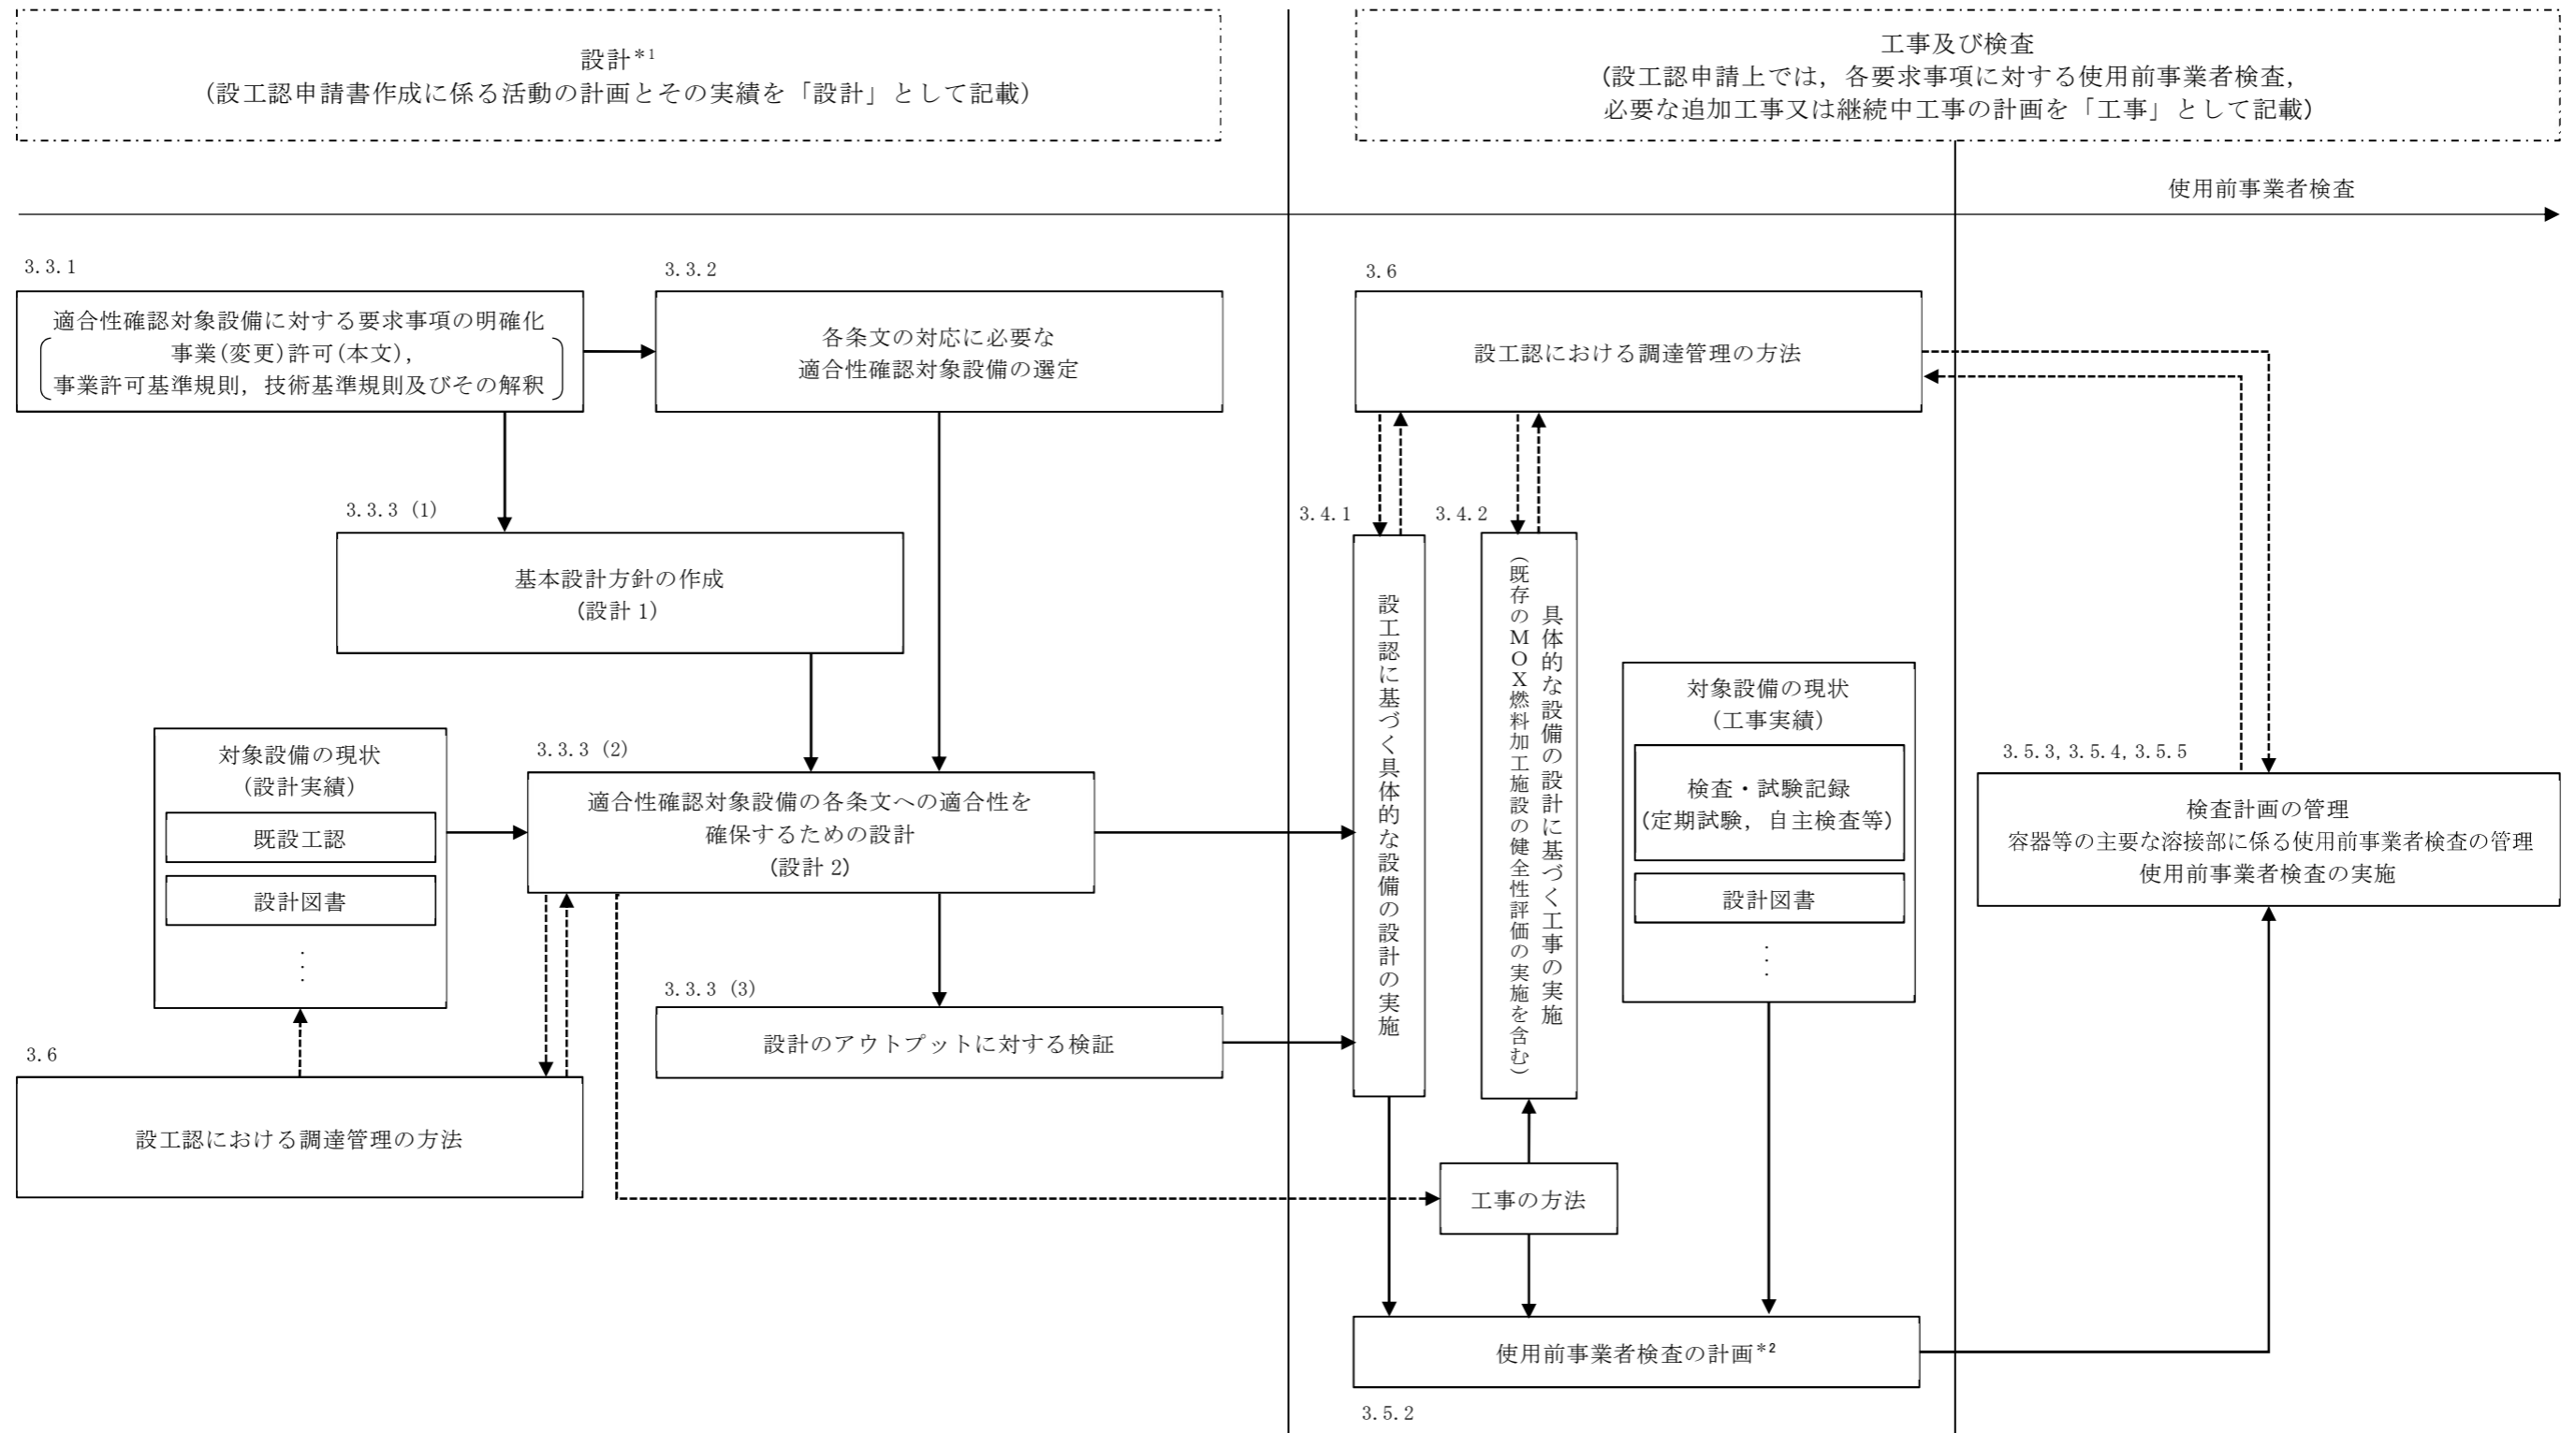 設計*1
(設工認申請書作成に係る活動の計画とその実績を「設計」として記載)
工事及び検査
(設工認申請上では，各要求事項に対する使用前事業者検査，
必要な追加工事又は継続中工事の計画を「工事」として記載)
使用前事業者検査
3.3.1
適合性確認対象設備に対する要求事項の明確化
事業(変更)許可(本文)，
事業許可基準規則，技術基準規則及びその解釈
3.3.2
各条文の対応に必要な
適合性確認対象設備の選定
3.3.3 (1)
基本設計方針の作成
(設計 1)
対象設備の現状
(設計実績)
既設工認
設計図書
⋮
3.3.3 (2)
適合性確認対象設備の各条文への適合性を
確保するための設計
(設計 2)
3.3.3 (3)
設計のアウトプットに対する検証
3.6
設工認における調達管理の方法
3.6
設工認における調達管理の方法
3.4.1
設工認に基づく具体的な設備の設計の実施
3.4.2
具体的な設備の設計に基づく工事の実施
(既存のMOX燃料加工施設の健全性評価の実施を含む)
対象設備の現状
(工事実績)
検査・試験記録
(定期試験，自主検査等)
設計図書
⋮
工事の方法
使用前事業者検査の計画*2
3.5.2
3.5.3, 3.5.4, 3.5.5
検査計画の管理
容器等の主要な溶接部に係る使用前事業者検査の管理
使用前事業者検査の実施